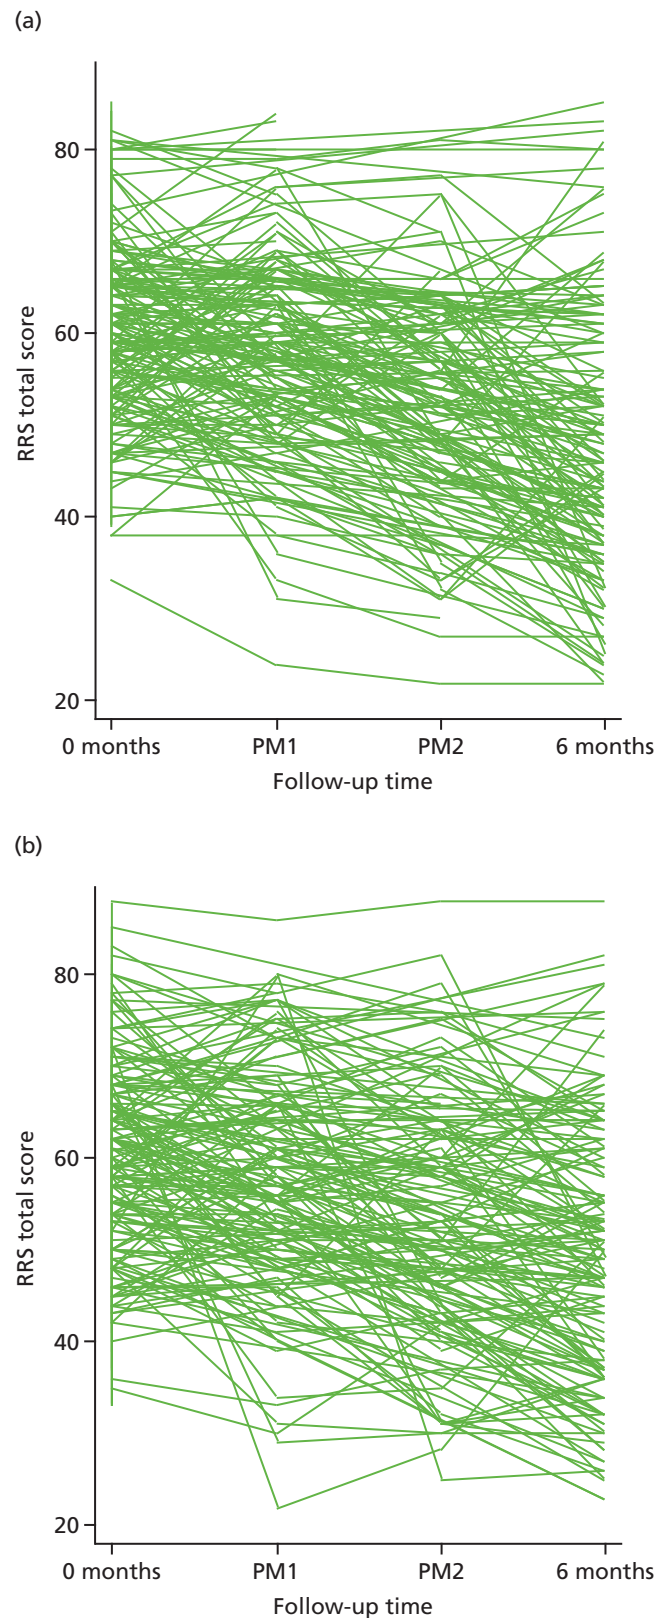 (a)
80
60
40
20
RRS total score
0 months PM1 PM2 6 months
Follow-up time
(b)
80
60
40
20
RRS total score
0 months PM1 PM2 6 months
Follow-up time